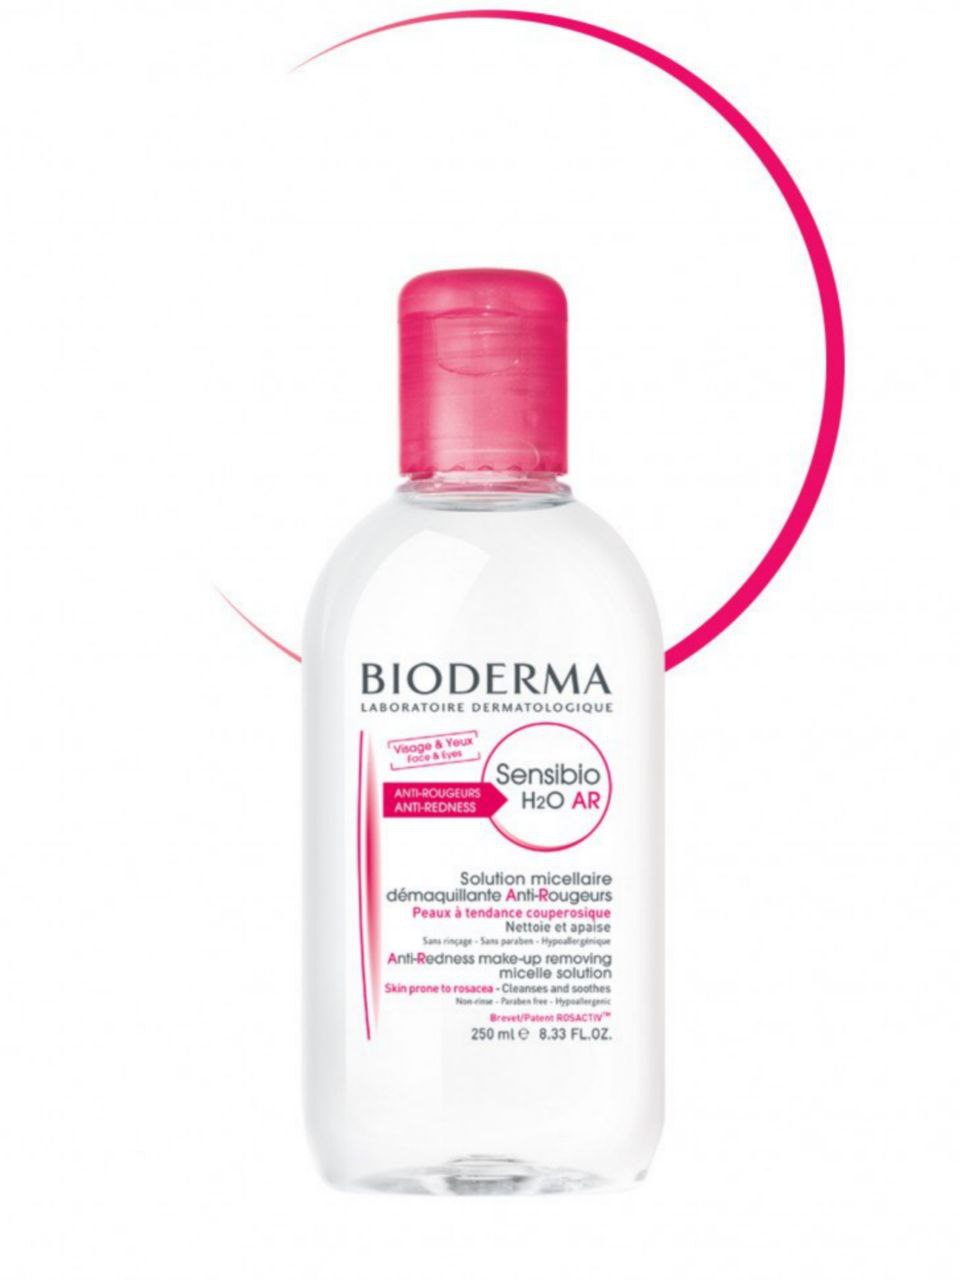 BIODERMA
LABORATOIRE DERMATOLOGIQUE
Visage & Yeux
Face & Eyes
ANTI-ROUGEURS
ANTI-REDNESS
Sensibio
H2O AR
Solution micellaire
démaquillante Anti-Rougeurs
Peaux à tendance couperosique
Nettoie et apaise
Sans rinçage - Sans paraben - Hypoallergénique
Anti-Redness make-up removing
micelle solution
Skin prone to rosacea - Cleanses and soothes
Non-rinse - Paraben free - Hypoallergenic
Brevet/Patent ROSACTIV™
250 ml ℮ 8.33 FL.OZ.